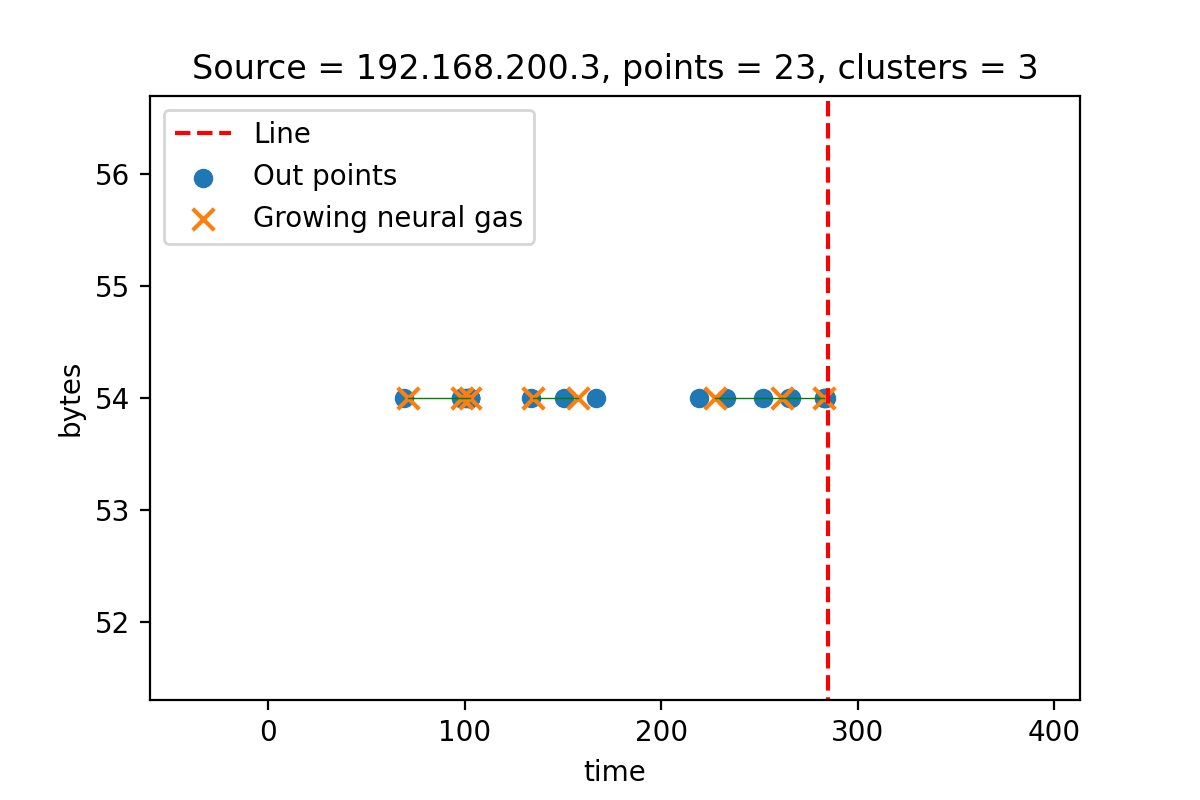 Source = 192.168.200.3, points = 23, clusters = 3
Line
Out points
Growing neural gas
56
55
54
53
52
bytes
0 100 200 300 400
time